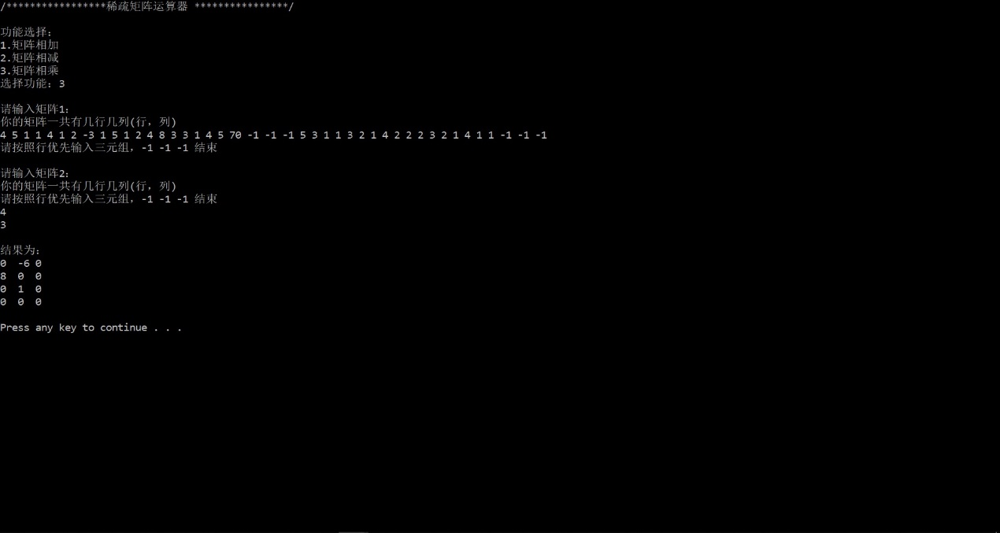 /*****************稀疏矩阵运算器 ****************/
功能选择:
1.矩阵相加
2.矩阵相减
3.矩阵相乘
选择功能: 3
请输入矩阵1:
你的矩阵一共有几行几列(行, 列)
4 5 1 1 4 1 2 -3 1 5 1 2 4 8 3 3 1 4 5 70 -1 -1 -1 5 3 1 1 3 2 1 4 2 2 2 3 2 1 4 1 1 -1 -1 -1
请按照行优先输入三元组, -1 -1 -1 结束
请输入矩阵2:
你的矩阵一共有几行几列(行, 列)
请按照行优先输入三元组, -1 -1 -1 结束
4
3
结果为:
0 -6 0
8 0 0
0 1 0
0 0 0
Press any key to continue . . .